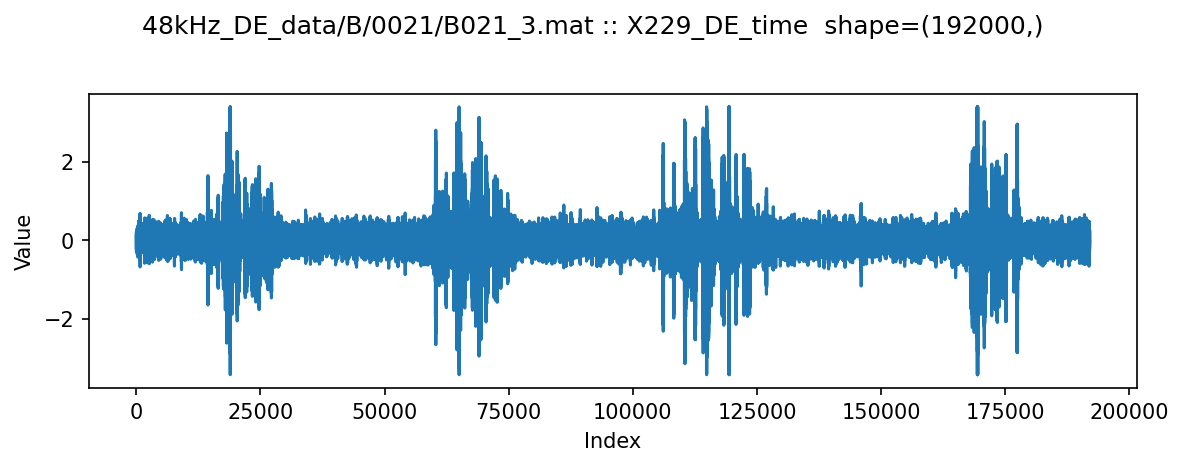 48kHz_DE_data/B/0021/B021_3.mat :: X229_DE_time  shape=(192000,)
Value
2
0
−2
0 25000 50000 75000 100000 125000 150000 175000 200000
Index